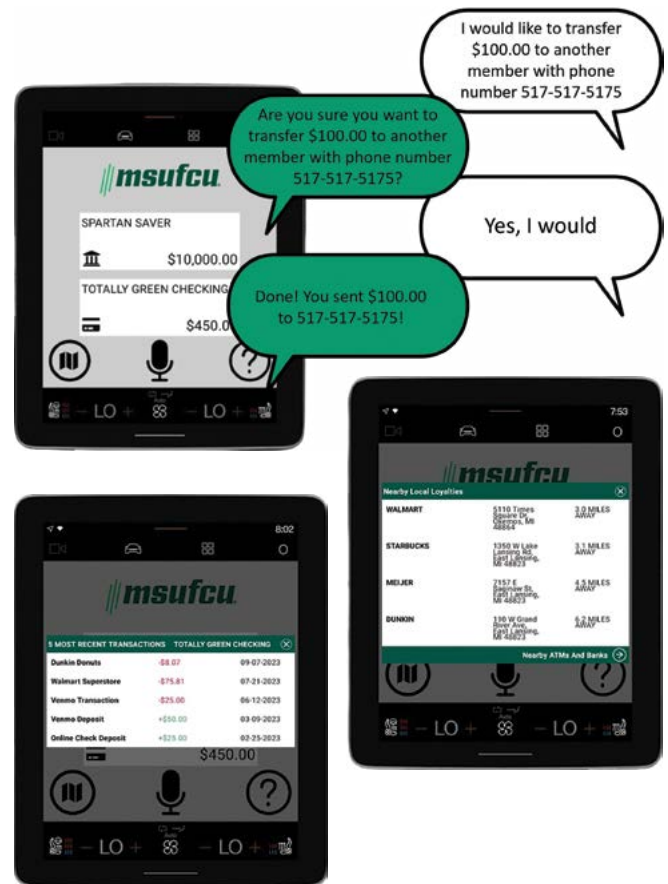 I would like to transfer
$100.00 to another
member with phone
number 517-517-5175
Are you sure you want to
transfer $100.00 to another
member with phone number
517-517-5175?
Yes, I would
Done! You sent $100.00
to 517-517-5175!
msufcu
SPARTAN SAVER
$10,000.00
TOTALLY GREEN CHECKING
$450.0
?
Auto
- LO + - LO +
7:53
msufcu
Nearby Local Loyalties
WALMART 5110 Times 3.0 MILES
Square Dr, AWAY
Okemos, MI
48864
STARBUCKS 1350 W Lake 3.1 MILES
Lansing Rd, AWAY
East Lansing,
MI 48823
MEIJER 7157 E 4.5 MILES
Saginaw St, AWAY
East Lansing,
MI 48823
DUNKIN 190 W Grand 6.2 MILES
River Ave, AWAY
East Lansing,
MI 48823
Nearby ATMs And Banks
?
Auto
- LO + - LO +
8:02
msufcu
5 MOST RECENT TRANSACTIONS TOTALLY GREEN CHECKING
Dunkin Donuts -$8.07 09-07-2023
Walmart Superstore -$75.81 07-21-2023
Venmo Transaction -$25.00 06-12-2023
Venmo Deposit +$50.00 03-09-2023
Online Check Deposit +$25.00 02-25-2023
$450.00
?
Auto
- LO + - LO +